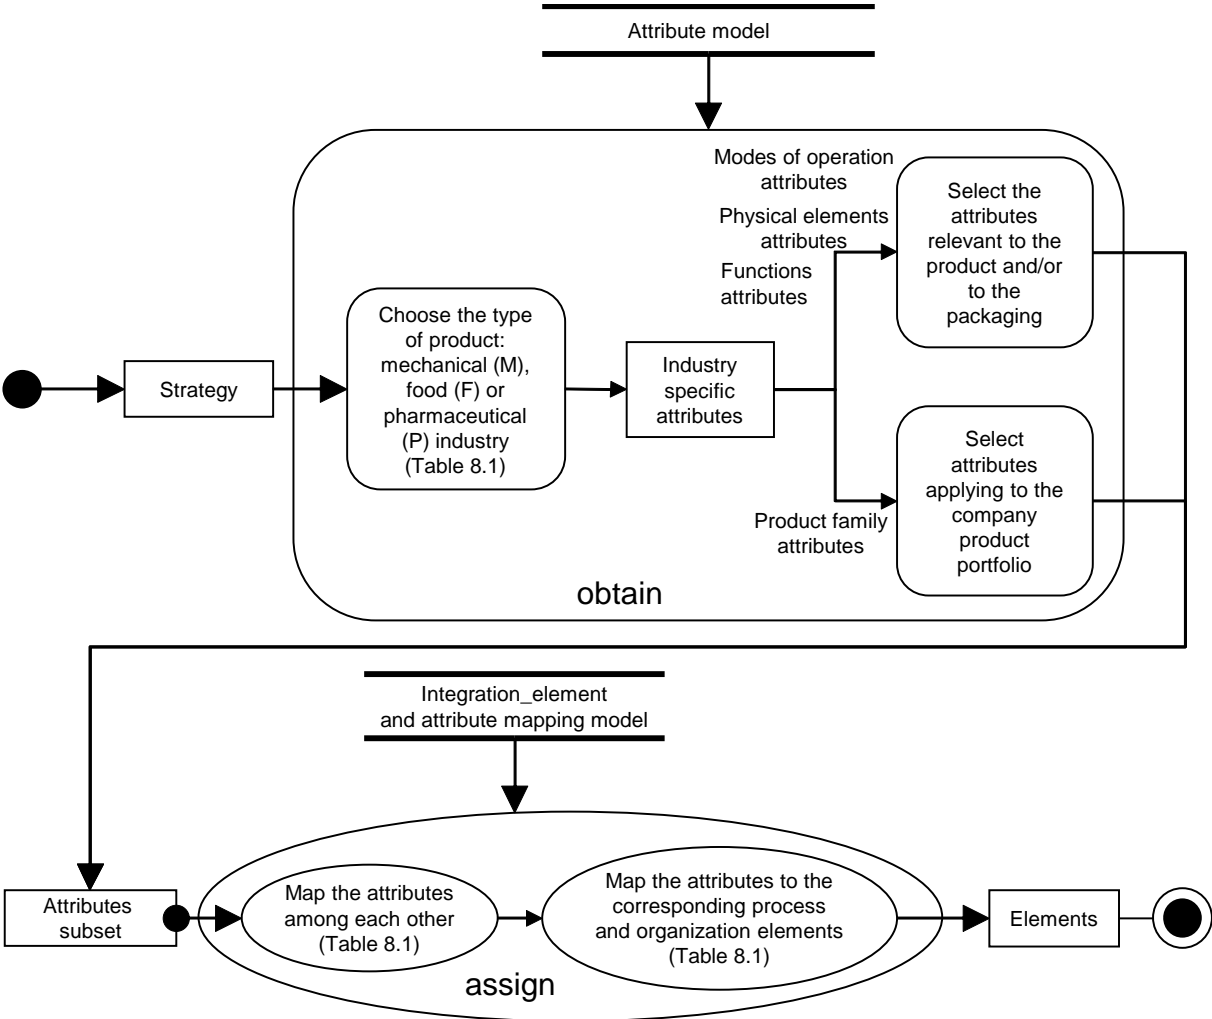 Attribute model
Modes of operation
attributes
Physical elements
attributes
Functions
attributes
Select the
attributes
relevant to the
product and/or
to the
packaging
Choose the type
of product:
mechanical (M),
food (F) or
pharmaceutical
(P) industry
(Table 8.1)
Strategy
Industry
specific
attributes
Select
attributes
applying to the
company
product
portfolio
Product family
attributes
obtain
Integration_element
and attribute mapping model
Attributes
subset
Map the attributes
among each other
(Table 8.1)
Map the attributes to the
corresponding process
and organization elements
(Table 8.1)
Elements
assign